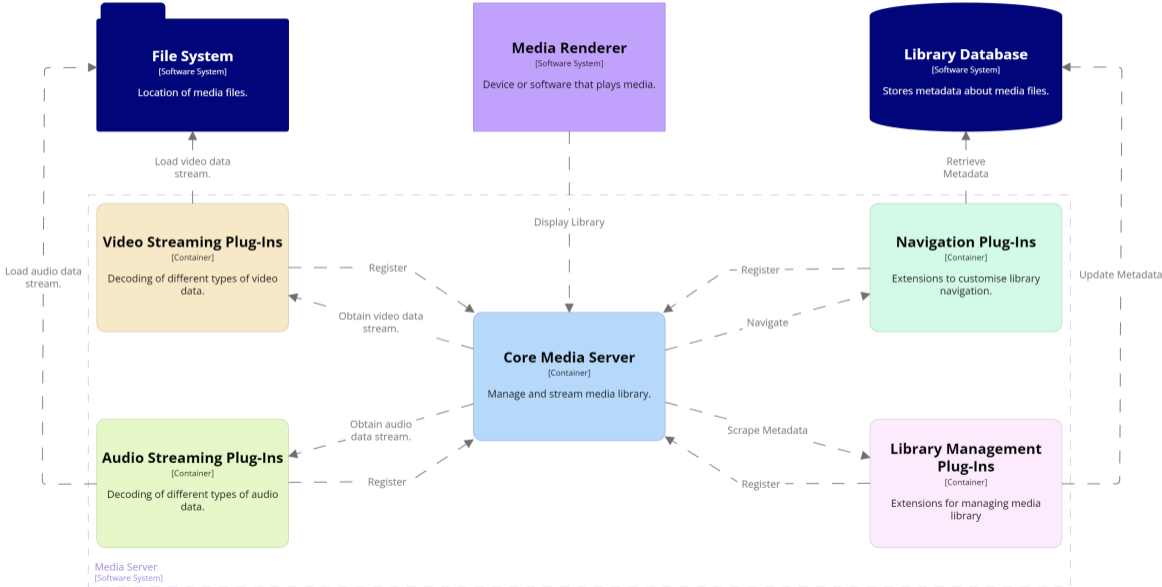 File System
[Software System]
Location of media files.
Media Renderer
[Software System]
Device or software that plays media.
Library Database
[Software System]
Stores metadata about media files.
Load video data
stream.
Retrieve
Metadata
Display Library
Video Streaming Plug-Ins
[Container]
Decoding of different types of video
data.
Navigation Plug-Ins
[Container]
Extensions to customise library
navigation.
Load audio data
stream.
Register
Register
Update Metadata
Obtain video data
stream.
Navigate
Core Media Server
[Container]
Manage and stream media library.
Obtain audio
data stream.
Scrape Metadata
Audio Streaming Plug-Ins
[Container]
Decoding of different types of audio
data.
Library Management
Plug-Ins
[Container]
Extensions for managing media
library
Register
Register
Media Server
[Software System]